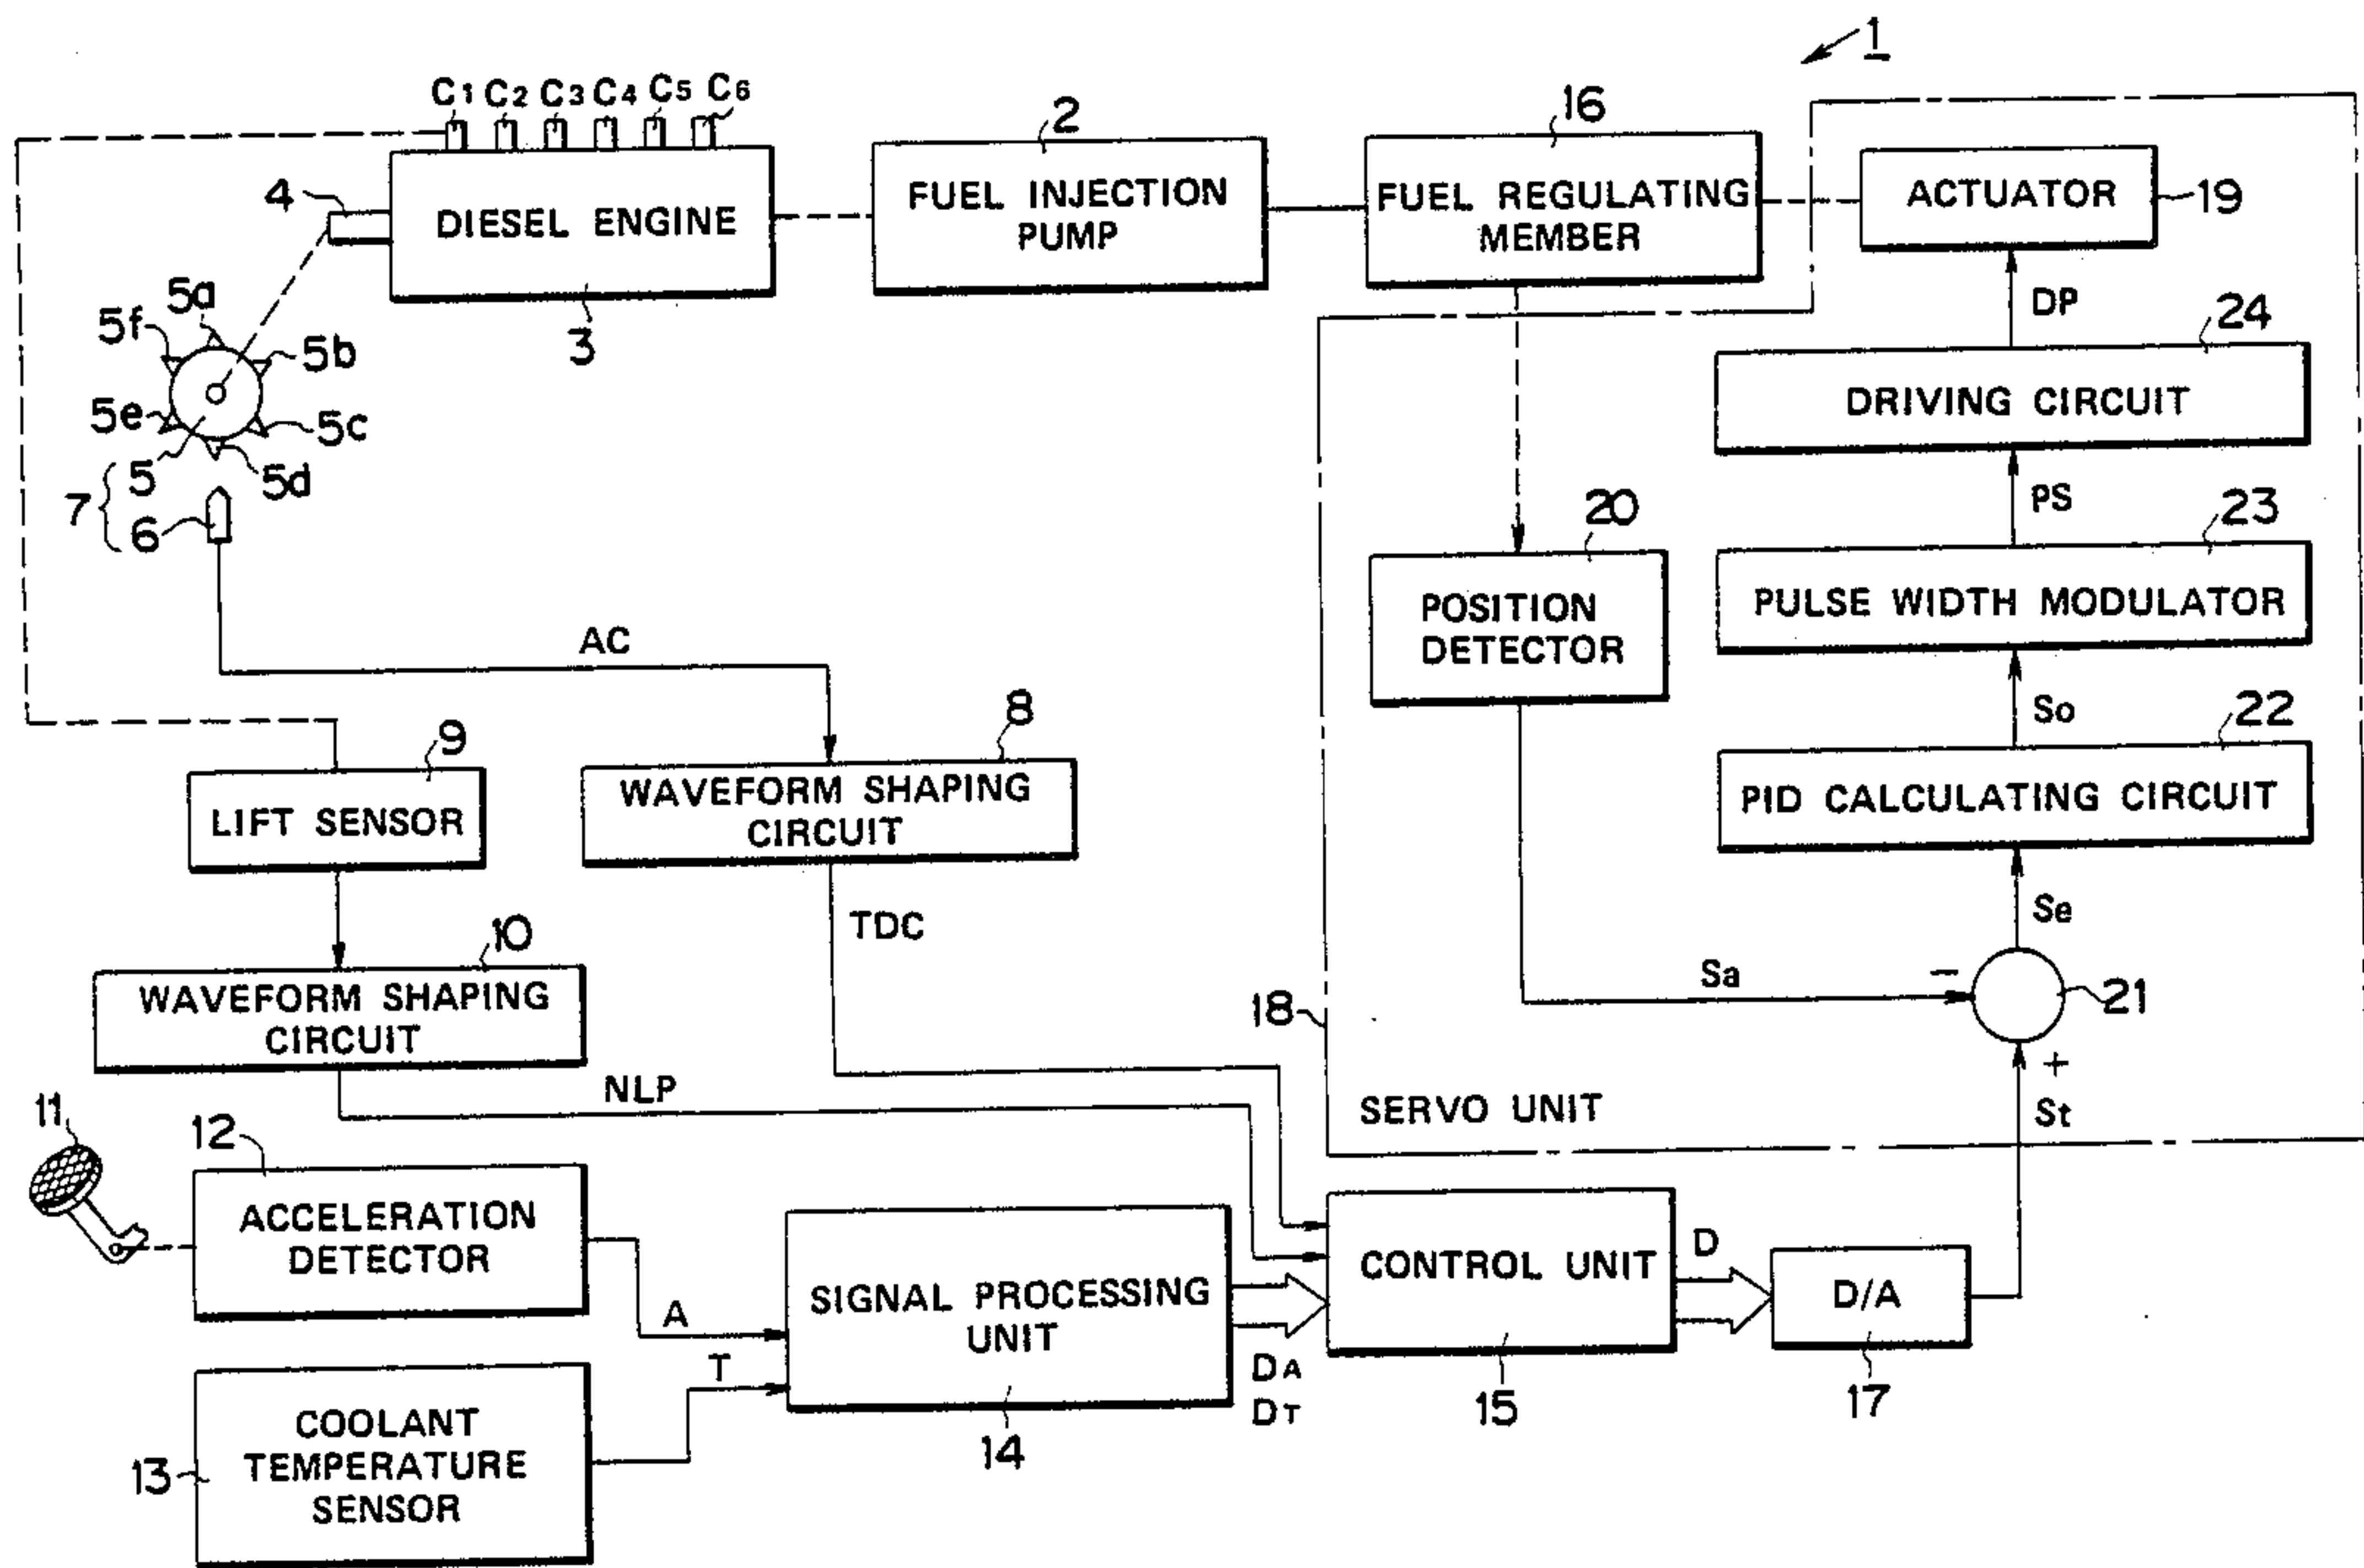 1
C1 C2 C3 C4 C5 C6
2
16
4
DIESEL ENGINE
3
FUEL INJECTION
PUMP
FUEL REGULATING
MEMBER
ACTUATOR
19
DP
5a
5f
5b
5e
5c
5
5d
7
6
24
DRIVING CIRCUIT
PS
20
23
POSITION
DETECTOR
PULSE WIDTH MODULATOR
AC
So
22
9
8
LIFT SENSOR
WAVEFORM SHAPING
CIRCUIT
PID CALCULATING CIRCUIT
Se
TDC
10
WAVEFORM SHAPING
CIRCUIT
Sa
−
21
18
+
St
NLP
SERVO UNIT
11
12
ACCELERATION
DETECTOR
A
T
SIGNAL PROCESSING
UNIT
14
DA
DT
CONTROL UNIT
15
D
D/A
17
13
COOLANT
TEMPERATURE
SENSOR